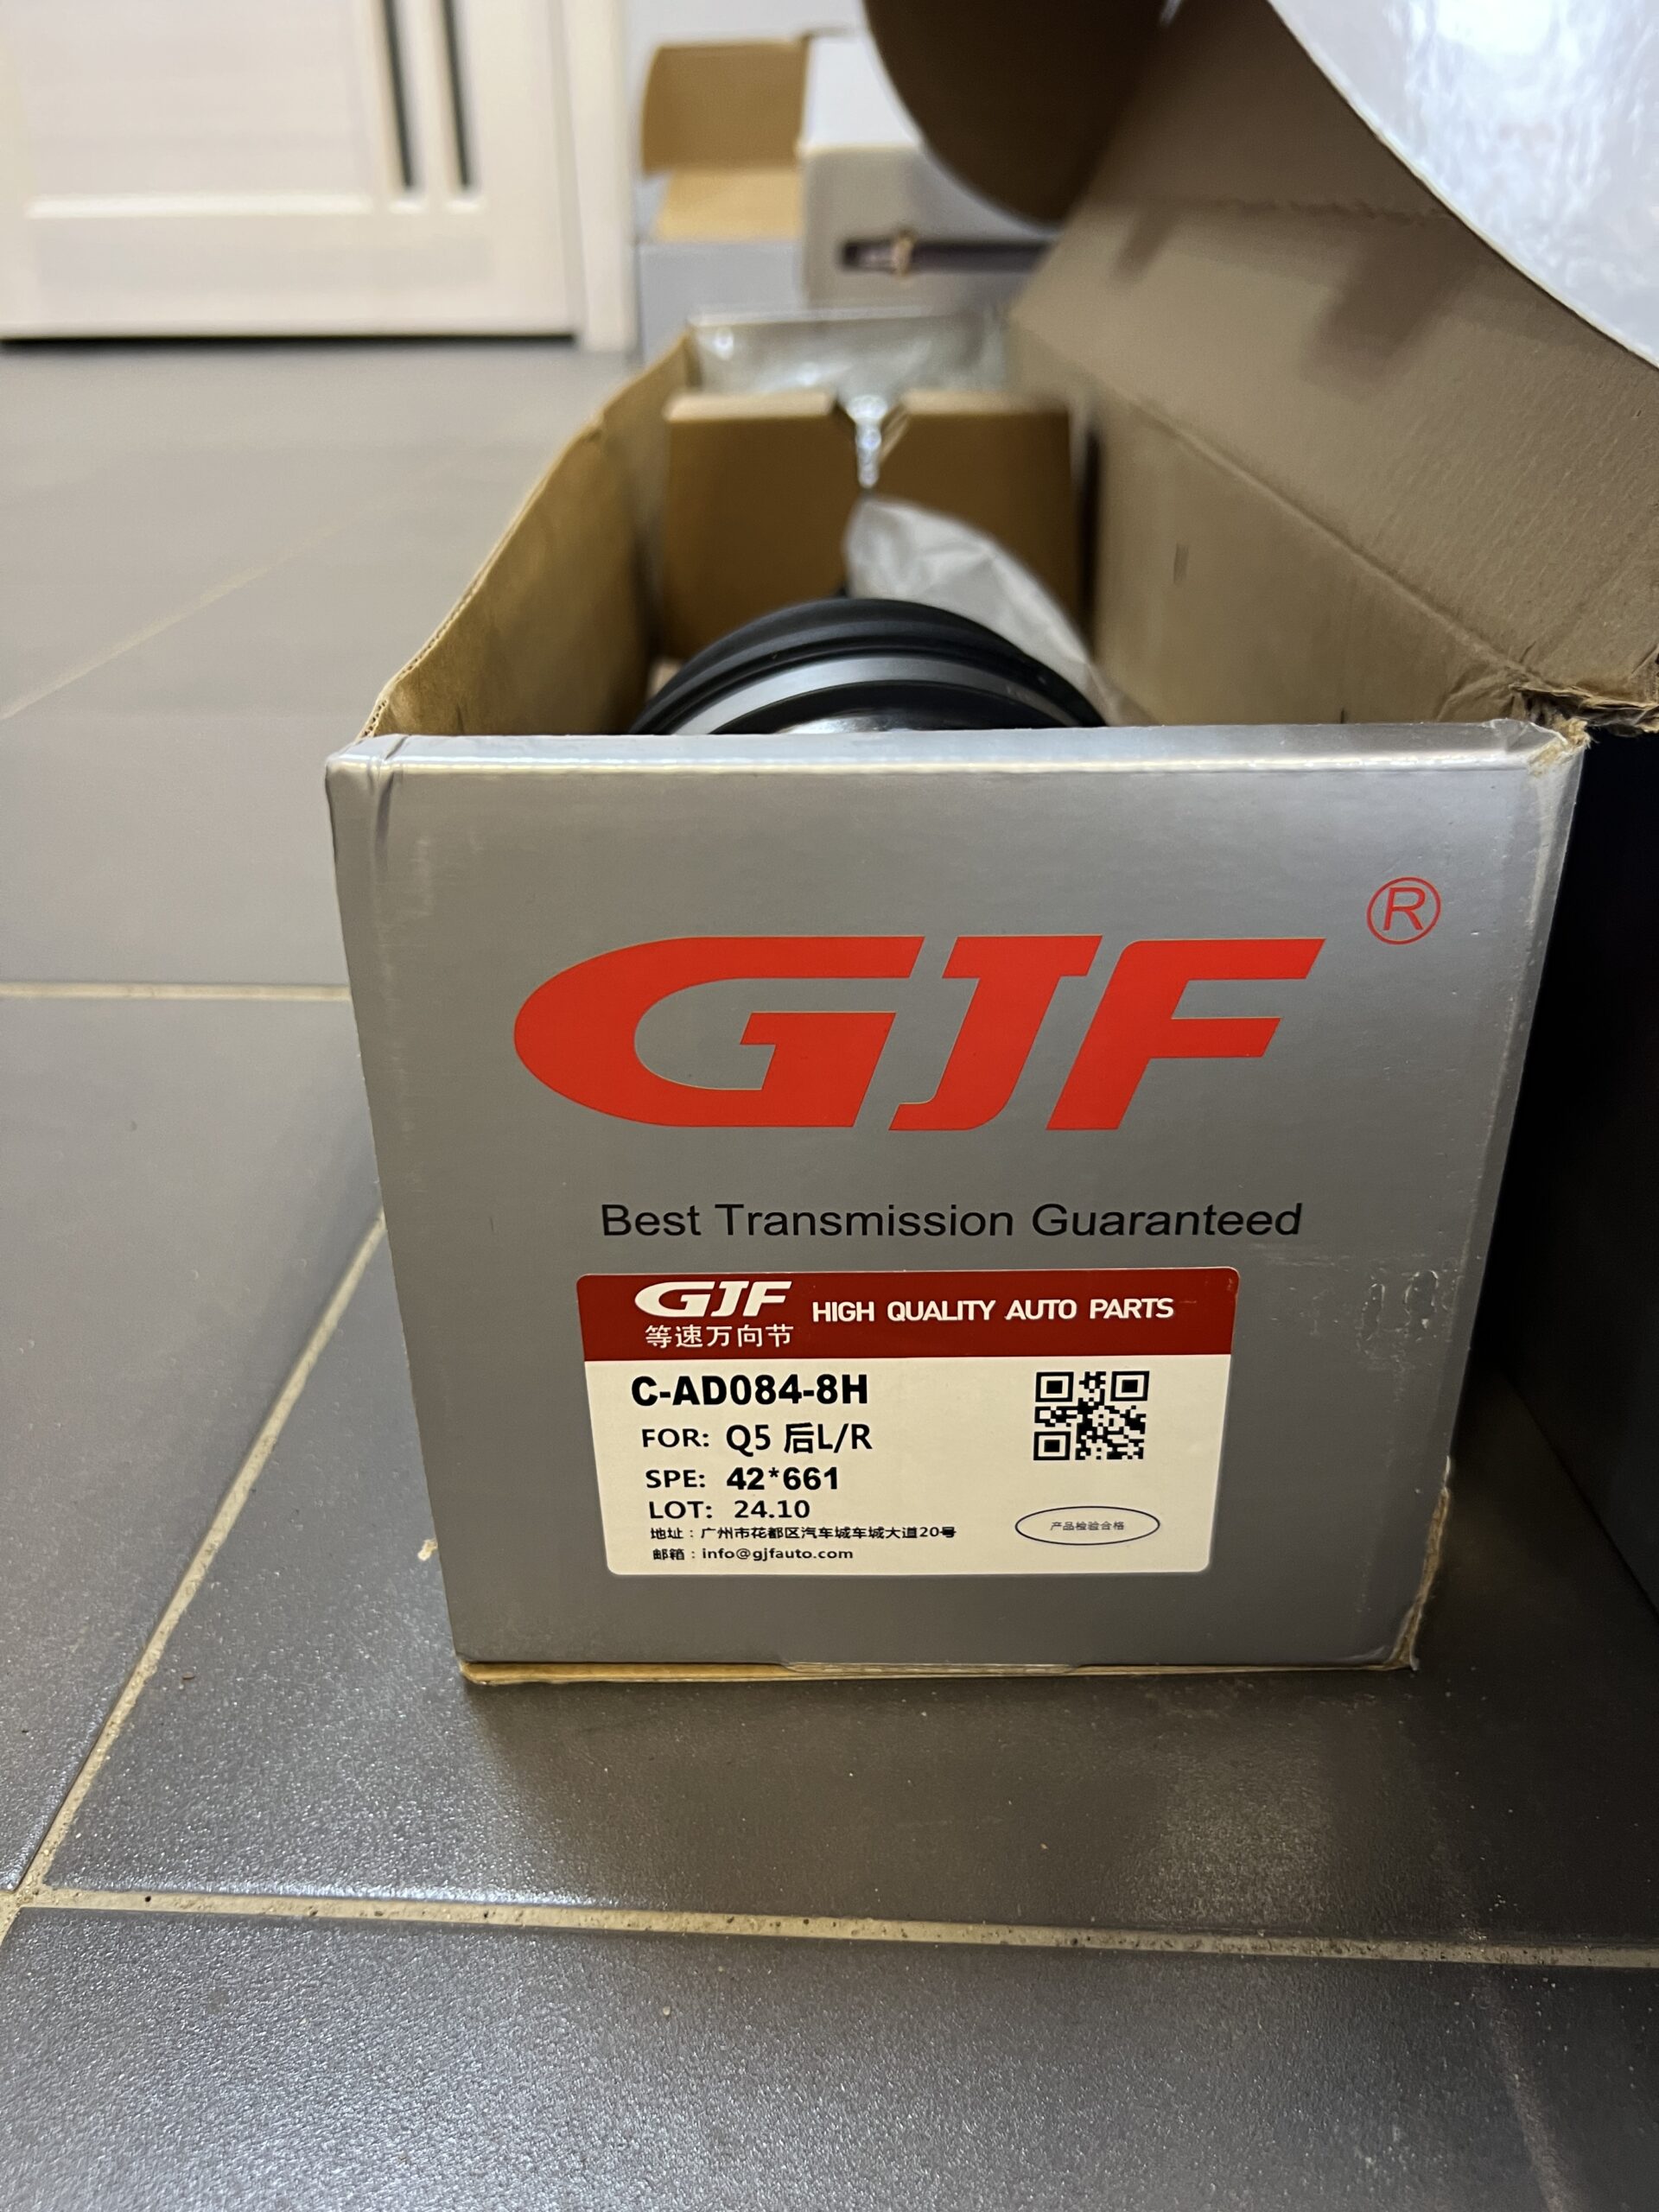 GJF ®
Best Transmission Guaranteed
GJF HIGH QUALITY AUTO PARTS
等速万向节
C-AD084-8H
FOR: Q5 后L/R
SPE: 42*661
LOT: 24.10
地址：广州市花都区汽车城车城大道20号
邮箱：info@gjfauto.com
产品检验合格